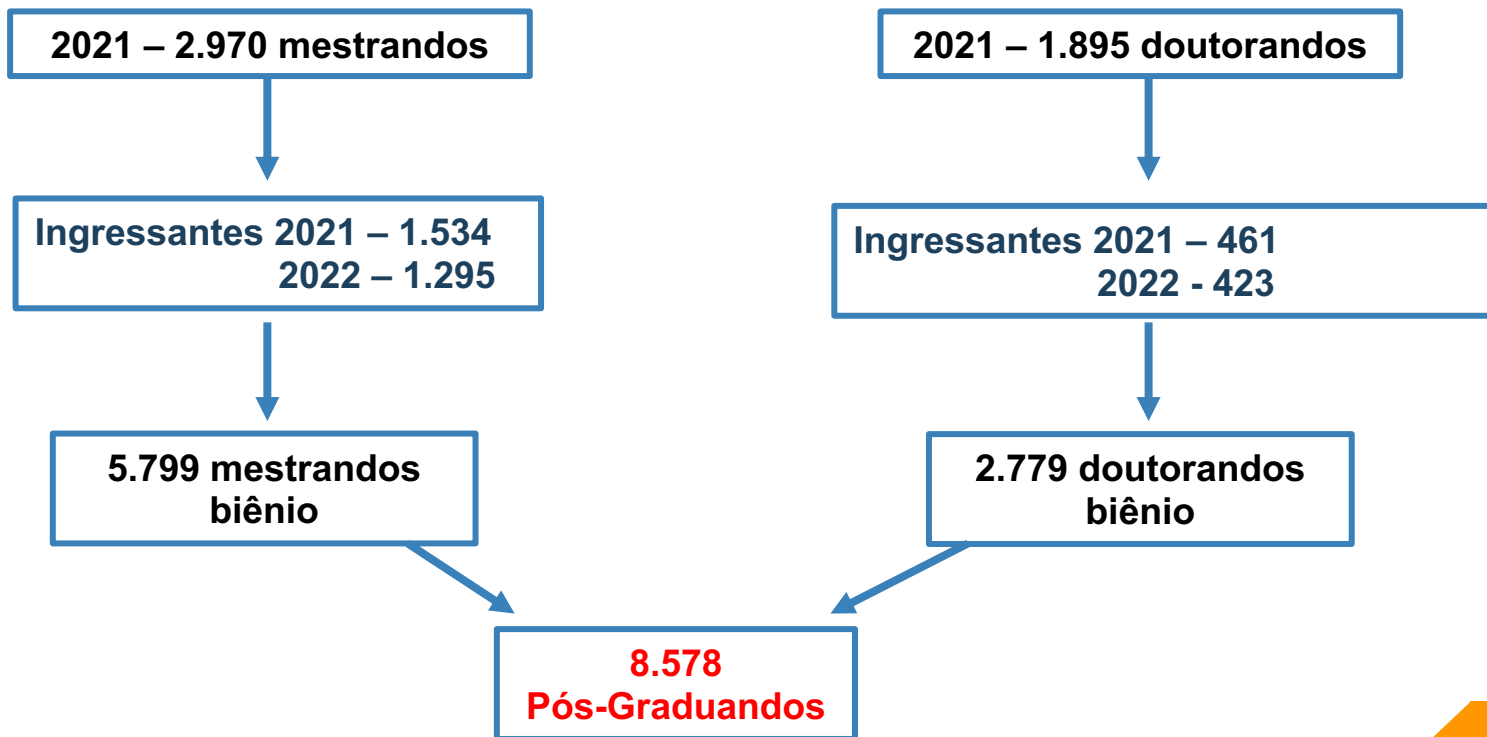 2021 – 2.970 mestrandos
2021 – 1.895 doutorandos
Ingressantes 2021 – 1.534
2022 – 1.295
Ingressantes 2021 – 461
2022 - 423
5.799 mestrandos
biênio
2.779 doutorandos
biênio
8.578
Pós-Graduandos